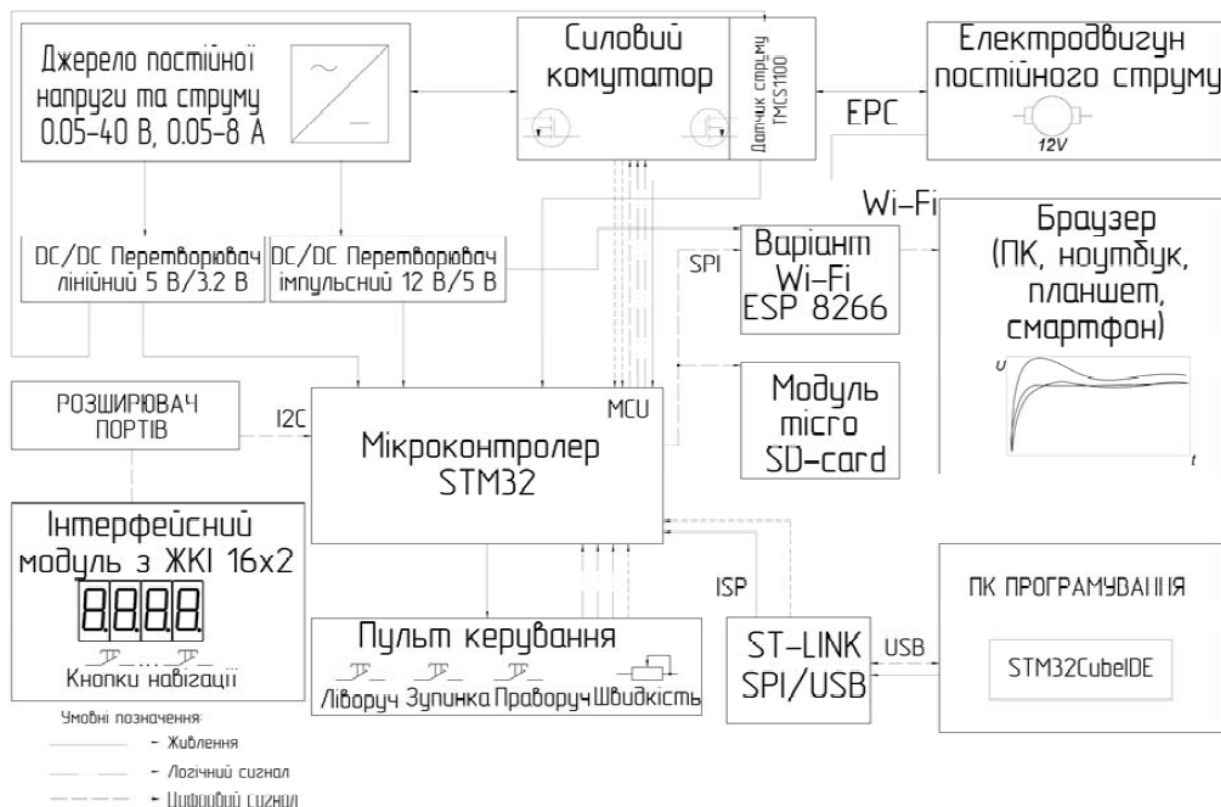 Джерело постійної
напруги та струму
0.05-40 В, 0.05-8 А
Силовий
комутатор
Датчик струму
TMCS1100
ЕРС
Електродвигун
постійного струму
12V
DC/DC Перетворювач
лінійний 5 В/3.2 В
DC/DC Перетворювач
імпульсний 12 В/5 В
SPI
Варіант
Wi-Fi
ESP 8266
Wi-Fi
Браузер
(ПК, ноутбук,
планшет,
смартфон)
U
t
РОЗШИРЮВАЧ
ПОРТІВ
I2C
MCU
Мікроконтролер
STM32
Модуль
micro
SD-card
Інтерфейсний
модуль з ЖКІ 16x2
8.8.8.8
...
Кнопки навігації
Пульт керування
Ліворуч Зупинка Праворуч Швидкість
ISP
ST-LINK
SPI/USB
USB
ПК ПРОГРАМУВАННЯ
STM32CubeIDE
Умовні позначення:
- Живлення
- Логічний сигнал
- Цифровий сигнал